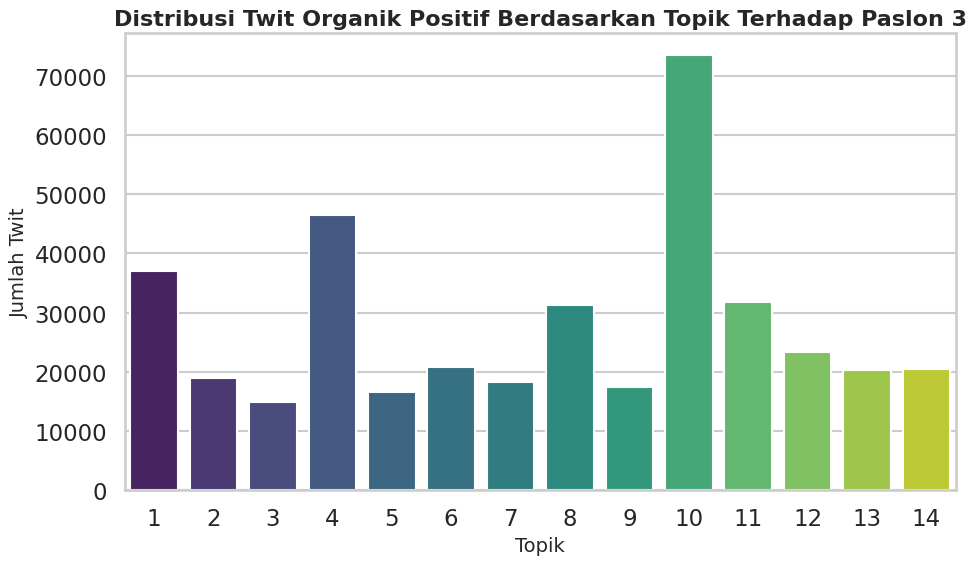 Distribusi Twit Organik Positif Berdasarkan Topik Terhadap Paslon 3
Jumlah Twit
70000
60000
50000
40000
30000
20000
10000
0
1 2 3 4 5 6 7 8 9 10 11 12 13 14
Topik